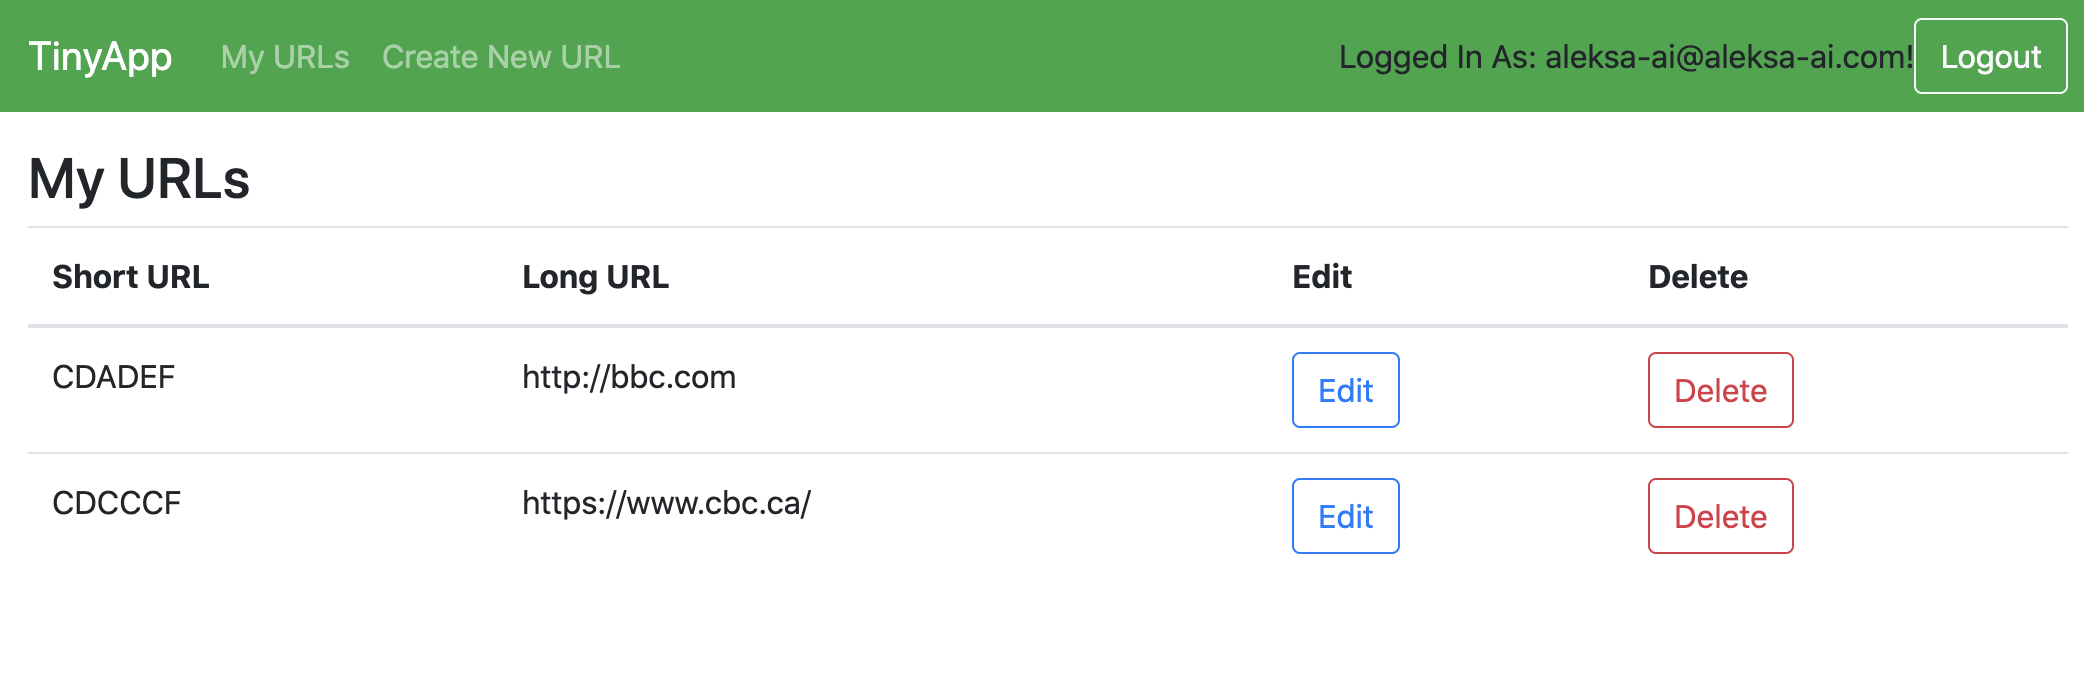 TinyApp My URLs Create New URL Logged In As: aleksa-ai@aleksa-ai.com! Logout
My URLs
Short URL Long URL Edit Delete
CDADEF http://bbc.com Edit Delete
CDCCCF https://www.cbc.ca/ Edit Delete